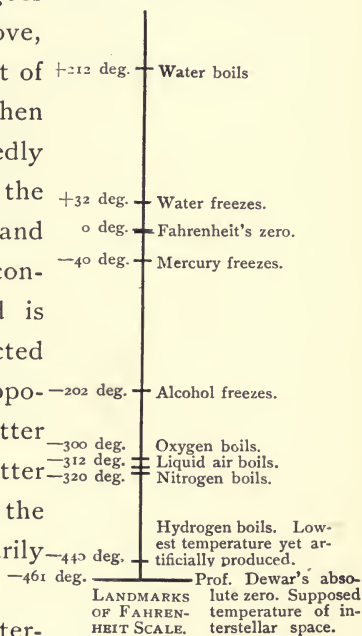 ove,
t of
hen
edly
the
and
con-
l is
cted
opo-
tter
tter
the
rily
ter-
+212 deg. Water boils
+32 deg. Water freezes.
0 deg. Fahrenheit's zero.
—40 deg. Mercury freezes.
—202 deg. Alcohol freezes.
—300 deg. Oxygen boils.
—312 deg. Liquid air boils.
—320 deg. Nitrogen boils.
Hydrogen boils. Low-
est temperature yet ar-
—440 deg. tificially produced.
—461 deg. Prof. Dewar's abso-
lute zero. Supposed
temperature of in-
terstellar space.
LANDMARKS
OF FAHREN-
HEIT SCALE.